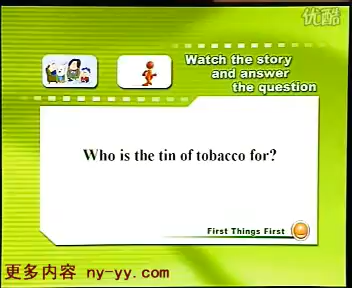 优酷
Watch the story
and answer
the question
Who is the tin of tobacco for?
First Things First
更多内容 ny-yy.com